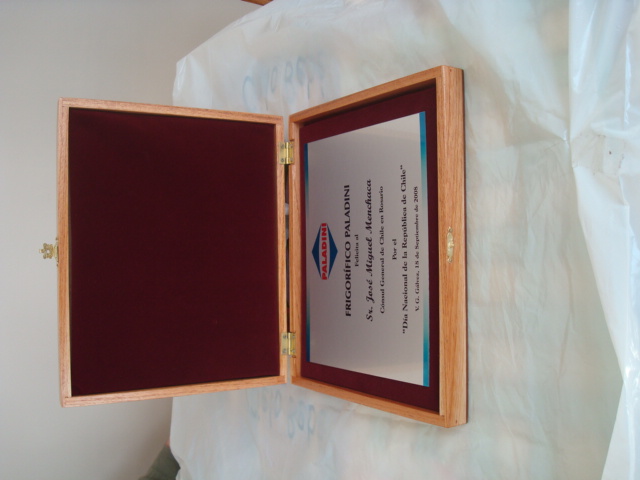 PALADINI
FRIGORÍFICO PALADINI
Felicita al
Sr. José Miguel Menchaca
Cónsul General de Chile en Rosario
Por el
"Día Nacional de la República de Chile"
V. G. Gálvez, 18 de Septiembre de 2008